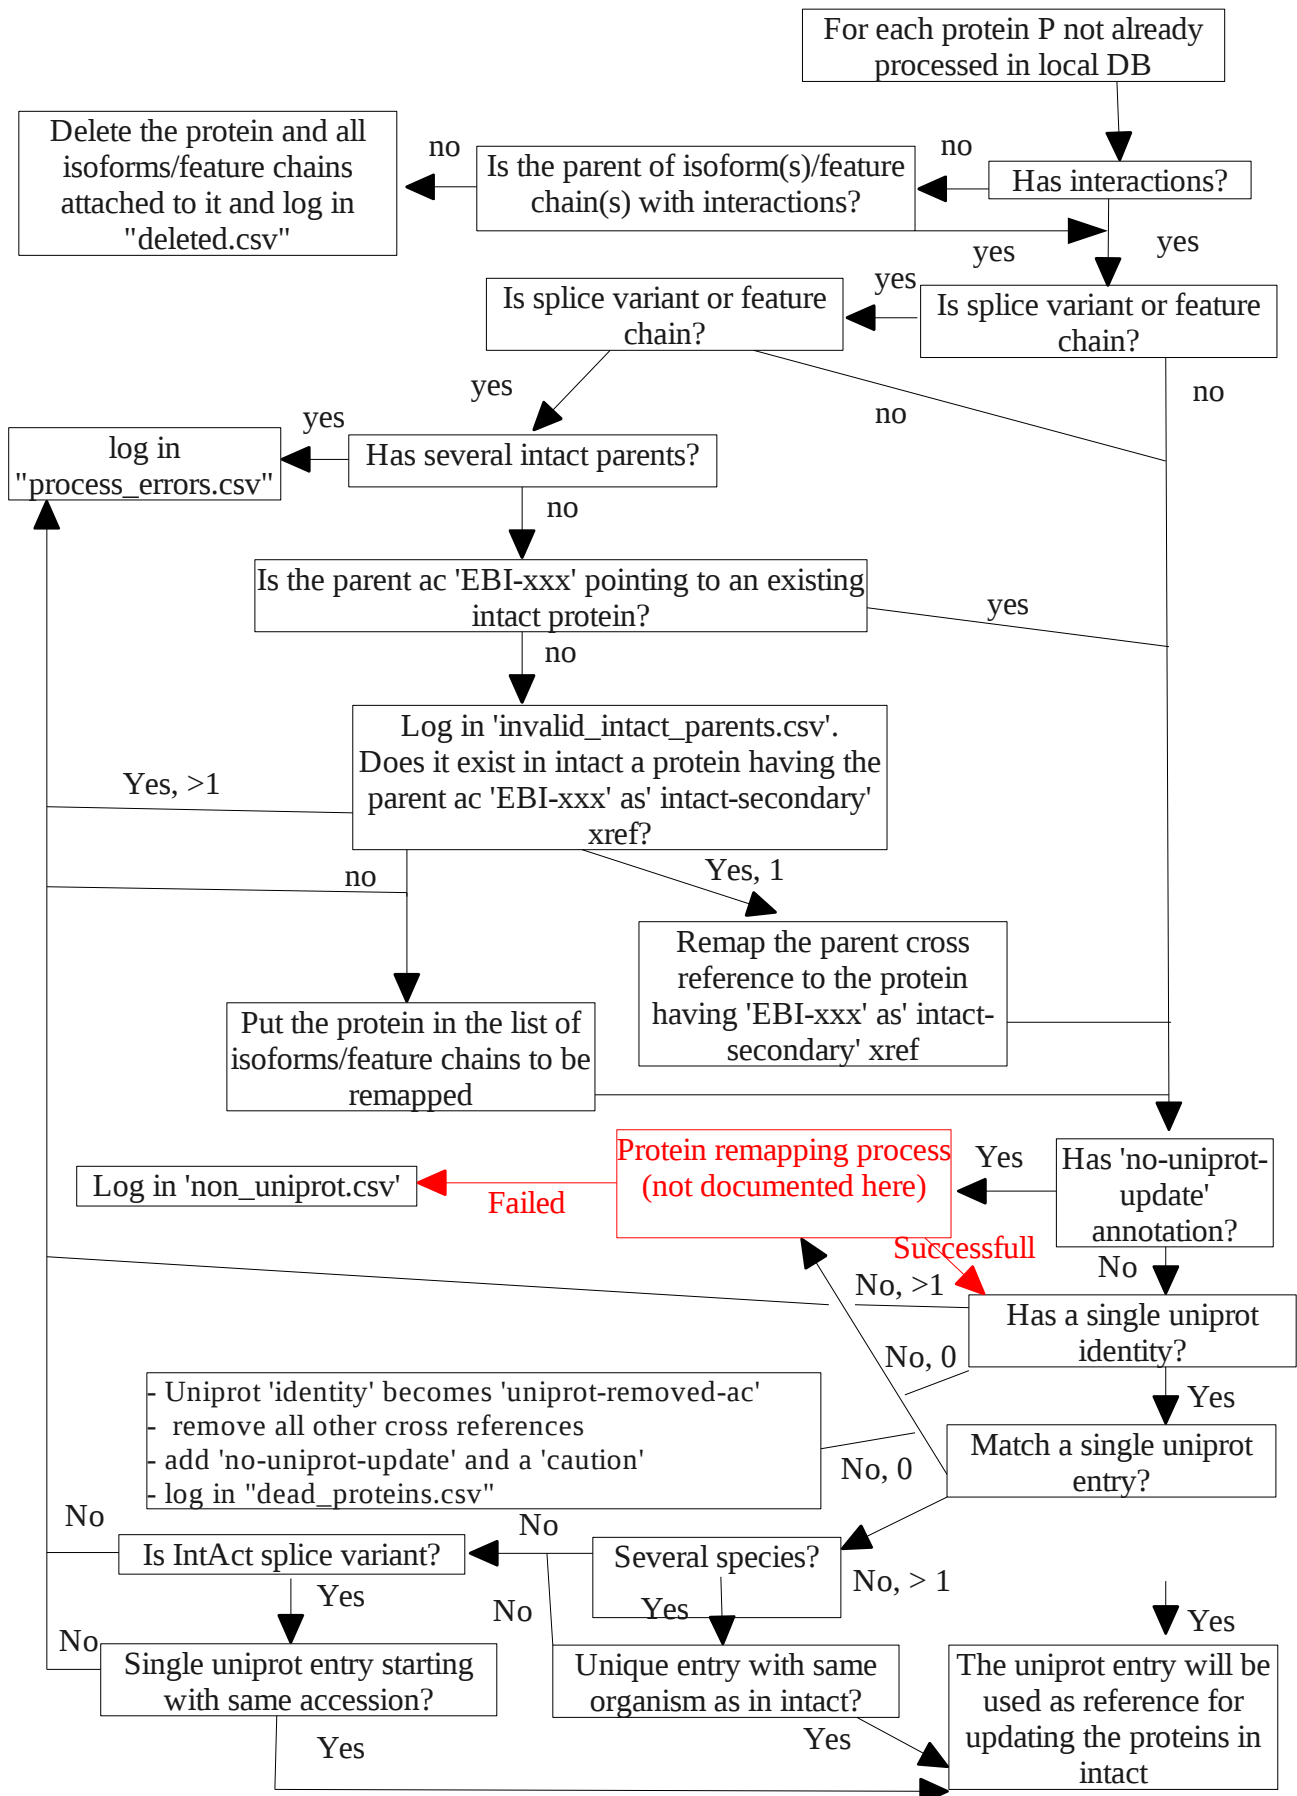 For each protein P not already
processed in local DB
Delete the protein and all
isoforms/feature chains
attached to it and log in
"deleted.csv"
no
Is the parent of isoform(s)/feature
chain(s) with interactions?
no
Has interactions?
yes
yes
Is splice variant or feature
chain?
yes
Is splice variant or feature
chain?
yes
no
no
log in
"process_errors.csv"
yes
Has several intact parents?
no
Is the parent ac 'EBI-xxx' pointing to an existing
intact protein?
yes
no
Log in 'invalid_intact_parents.csv'.
Does it exist in intact a protein having the
parent ac 'EBI-xxx' as' intact-secondary'
xref?
Yes, >1
no
Yes, 1
Remap the parent cross
reference to the protein
having 'EBI-xxx' as' intact-
secondary' xref
Put the protein in the list of
isoforms/feature chains to be
remapped
Protein remapping process
(not documented here)
Yes
Has 'no-uniprot-
update'
annotation?
Log in 'non_uniprot.csv'
Failed
Successfull
No
No, >1
Has a single uniprot
identity?
No, 0
Yes
- Uniprot 'identity' becomes 'uniprot-removed-ac'
- remove all other cross references
- add 'no-uniprot-update' and a 'caution'
- log in "dead_proteins.csv"
No, 0
Match a single uniprot
entry?
No
Is IntAct splice variant?
No
Several species?
No, > 1
Yes
No
Yes
Yes
No
Single uniprot entry starting
with same accession?
Unique entry with same
organism as in intact?
The uniprot entry will be
used as reference for
updating the proteins in
intact
Yes
Yes